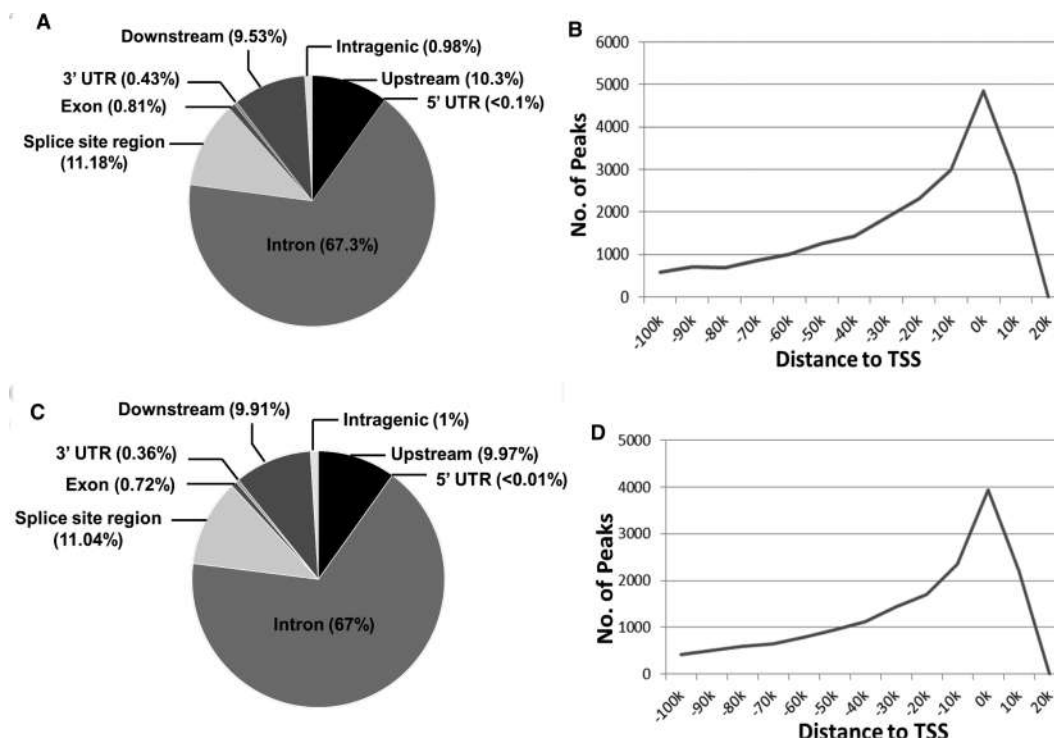 A
Downstream (9.53%)
Intragenic (0.98%)
3' UTR (0.43%)
Upstream (10.3%)
Exon (0.81%)
5' UTR (<0.1%)
Splice site region
(11.18%)
Intron (67.3%)
B
6000
5000
4000
3000
2000
1000
0
No. of Peaks
-100k -90k -80k -70k -60k -50k -40k -30k -20k -10k 0k 10k 20k
Distance to TSS
C
Downstream (9.91%)
Intragenic (1%)
3' UTR (0.36%)
Upstream (9.97%)
Exon (0.72%)
5' UTR (<0.01%)
Splice site region
(11.04%)
Intron (67%)
D
5000
4000
3000
2000
1000
0
No. of Peaks
-100k -90k -80k -70k -60k -50k -40k -30k -20k -10k 0k 10k 20k
Distance to TSS